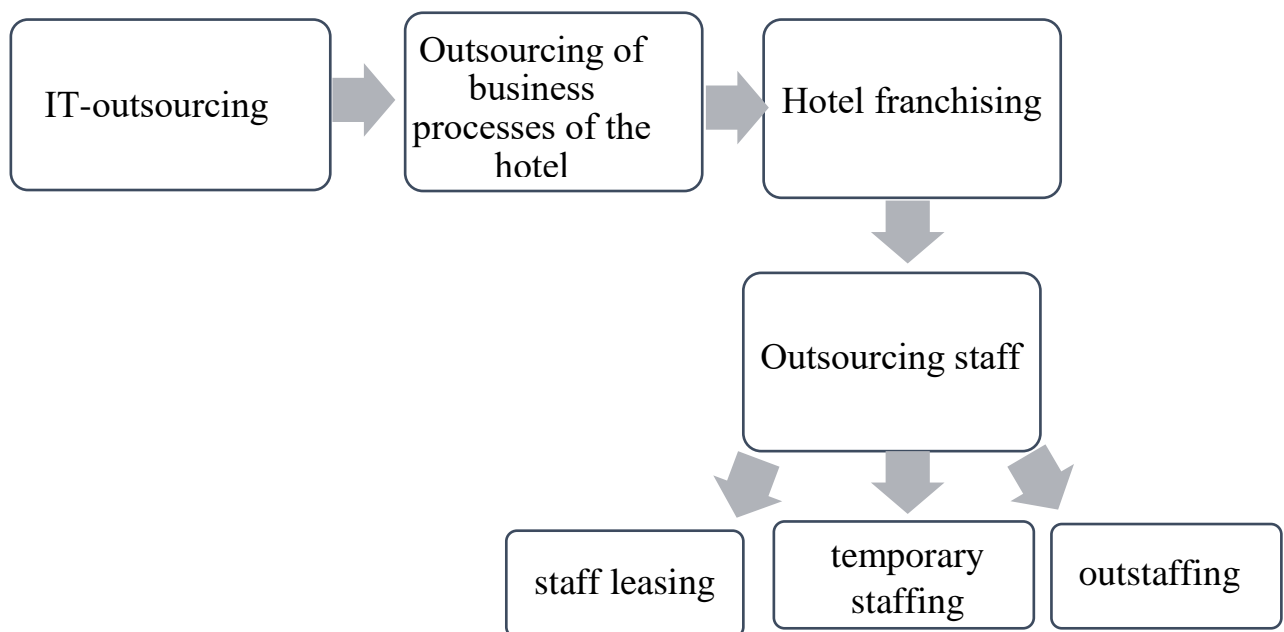 IT-outsourcing
Outsourcing of
business
processes of the
hotel
Hotel franchising
Outsourcing staff
staff leasing
temporary
staffing
outstaffing